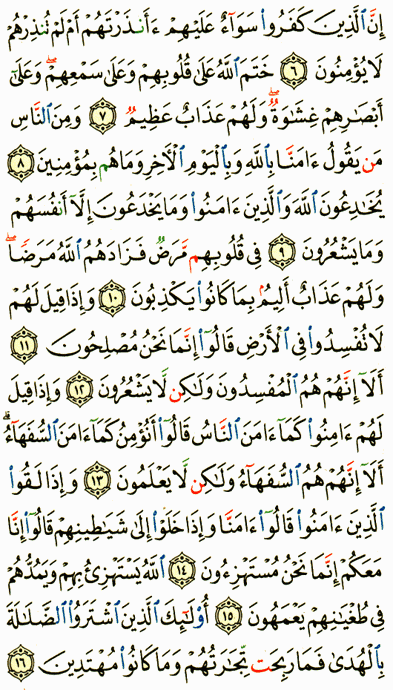 إِنَّ الَّذِينَ كَفَرُوا۟ سَوَآءٌ عَلَيْهِمْ ءَأَنذَرْتَهُمْ أَمْ لَمْ تُنذِرْهُمْ
لَا يُؤْمِنُونَ ٦ خَتَمَ ٱللَّهُ عَلَىٰ قُلُوبِهِمْ وَعَلَىٰ سَمْعِهِمْ ۖ وَعَلَىٰٓ
أَبْصَٰرِهِمْ غِشَٰوَةٌ ۖ وَلَهُمْ عَذَابٌ عَظِيمٌ ٧ وَمِنَ ٱلنَّاسِ
مَن يَقُولُ ءَامَنَّا بِٱللَّهِ وَبِٱلْيَوْمِ ٱلْءَاخِرِ وَمَا هُم بِمُؤْمِنِينَ ٨
يُخَٰدِعُونَ ٱللَّهَ وَٱلَّذِينَ ءَامَنُوا۟ وَمَا يَخْدَعُونَ إِلَّآ أَنفُسَهُمْ
وَمَا يَشْعُرُونَ ٩ فِى قُلُوبِهِم مَّرَضٌ فَزَادَهُمُ ٱللَّهُ مَرَضًا ۖ
وَلَهُمْ عَذَابٌ أَلِيمٌۢ بِمَا كَانُوا۟ يَكْذِبُونَ ١٠ وَإِذَا قِيلَ لَهُمْ
لَا تُفْسِدُوا۟ فِى ٱلْأَرْضِ قَالُوٓا۟ إِنَّمَا نَحْنُ مُصْلِحُونَ ١١
أَلَآ إِنَّهُمْ هُمُ ٱلْمُفْسِدُونَ وَلَٰكِن لَّا يَشْعُرُونَ ١٢ وَإِذَا قِيلَ
لَهُمْ ءَامِنُوا۟ كَمَآ ءَامَنَ ٱلنَّاسُ قَالُوٓا۟ أَنُؤْمِنُ كَمَآ ءَامَنَ ٱلسُّفَهَآءُ ۗ
أَلَآ إِنَّهُمْ هُمُ ٱلسُّفَهَآءُ وَلَٰكِن لَّا يَعْلَمُونَ ١٣ وَإِذَا لَقُوا۟
ٱلَّذِينَ ءَامَنُوا۟ قَالُوٓا۟ ءَامَنَّا وَإِذَا خَلَوْا۟ إِلَىٰ شَيَٰطِينِهِمْ قَالُوٓا۟ إِنَّا
مَعَكُمْ إِنَّمَا نَحْنُ مُسْتَهْزِءُونَ ١٤ ٱللَّهُ يَسْتَهْزِئُ بِهِمْ وَيَمُدُّهُمْ
فِى طُغْيَٰنِهِمْ يَعْمَهُونَ ١٥ أُو۟لَٰٓئِكَ ٱلَّذِينَ ٱشْتَرَوُا۟ ٱلضَّلَٰلَةَ
بِٱلْهُدَىٰ فَمَا رَبِحَت تِّجَٰرَتُهُمْ وَمَا كَانُوا۟ مُهْتَدِينَ ١٦